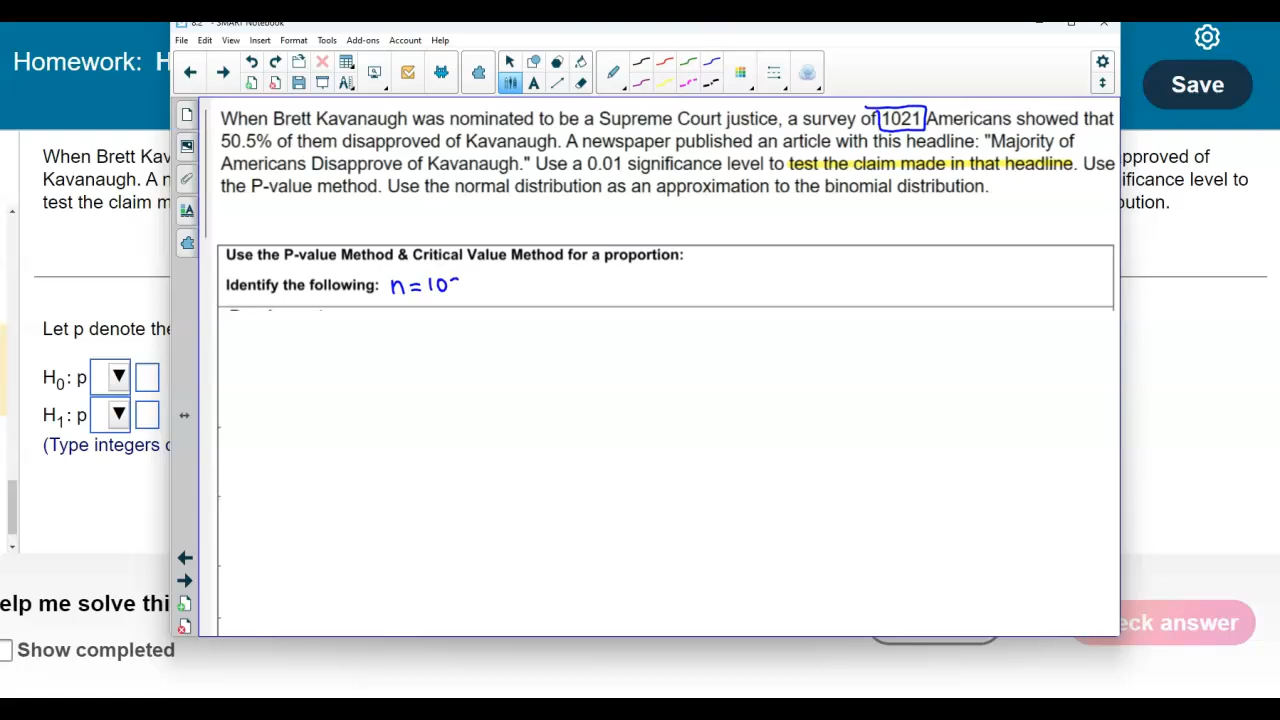 8.2 - SMART Notebook
File Edit View Insert Format Tools Add-ons Account Help
Homework: H
Save
When Brett Kavanaugh was nominated to be a Supreme Court justice, a survey of 1021 Americans showed that
50.5% of them disapproved of Kavanaugh. A newspaper published an article with this headline: "Majority of
Americans Disapprove of Kavanaugh." Use a 0.01 significance level to test the claim made in that headline. Use
the P-value method. Use the normal distribution as an approximation to the binomial distribution.
When Brett Kav
Kavanaugh. A n
test the claim m
pproved of
ificance level to
bution.
Use the P-value Method & Critical Value Method for a proportion:
Identify the following: n = 10
Let p denote the
H0: p
H1: p
(Type integers o
elp me solve thi
Show completed
eck answer